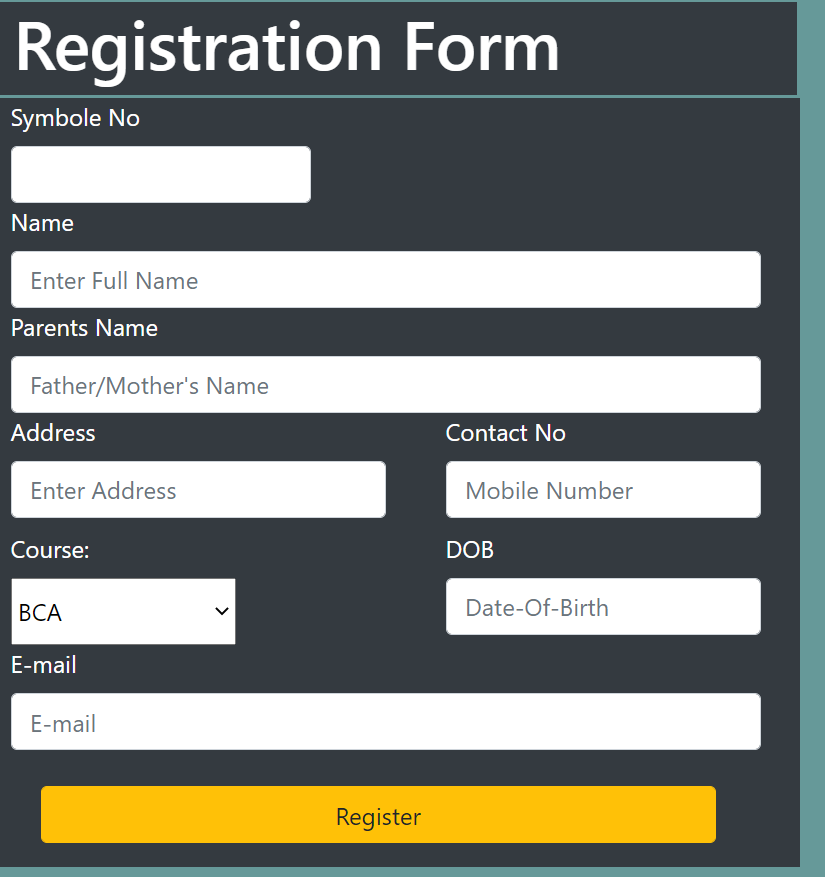 Registration Form
Symbole No
Name
Enter Full Name
Parents Name
Father/Mother's Name
Address
Contact No
Enter Address
Mobile Number
Course:
DOB
BCA
Date-Of-Birth
E-mail
E-mail
Register